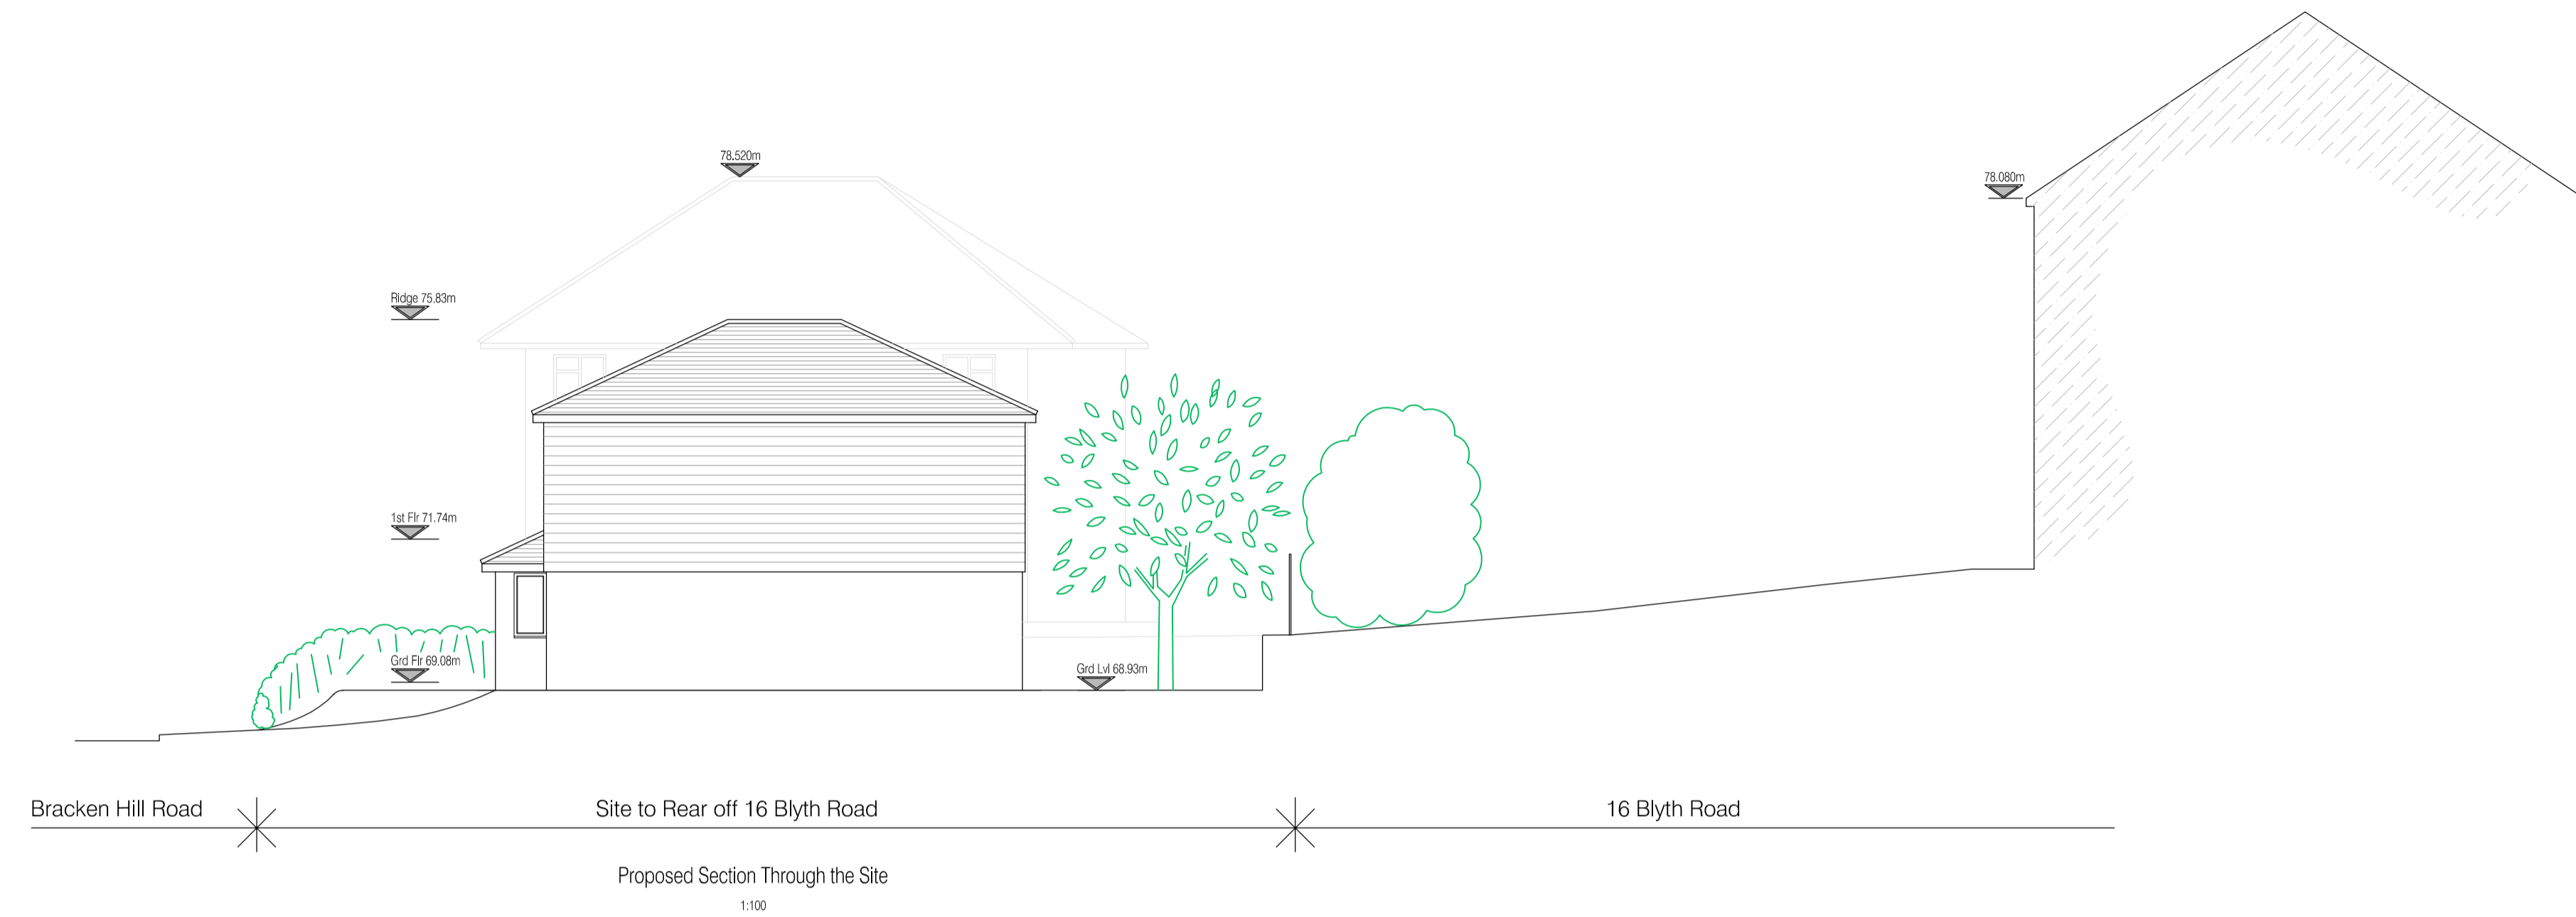 78.520m
78.080m
Ridge 75.83m
1st Flr 71.74m
Grd Flr 69.08m
Grd Lvl 68.93m
Bracken Hill Road
Site to Rear off 16 Blyth Road
16 Blyth Road
Proposed Section Through the Site
1:100